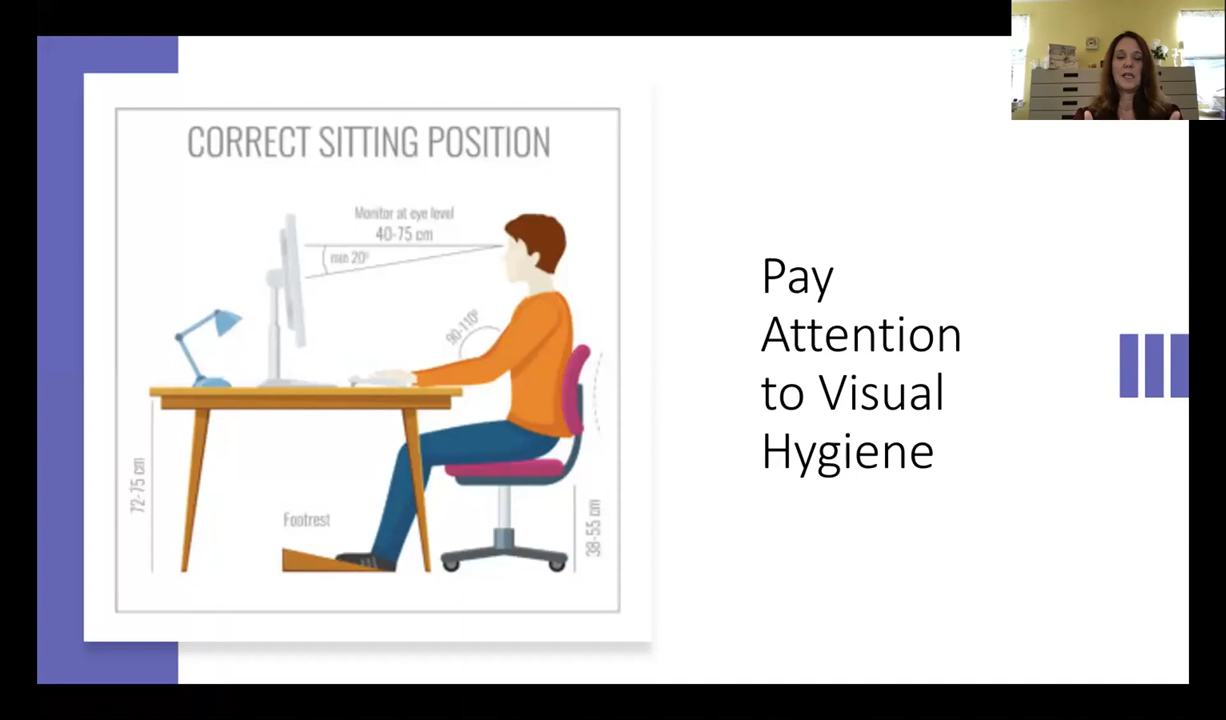 CORRECT SITTING POSITION
Monitor at eye level
40-75 cm
min 20°
90-110°
72-75 cm
Footrest
38-55 cm
Pay
Attention
to Visual
Hygiene